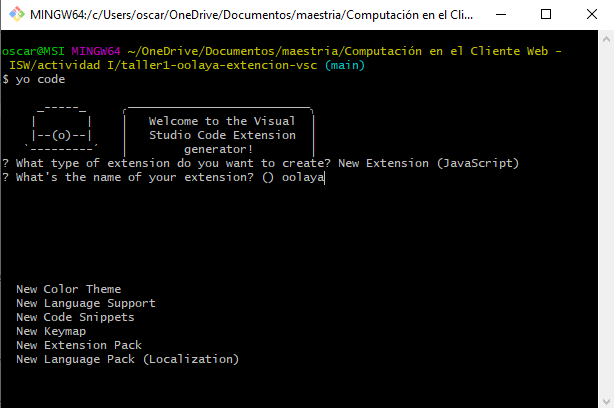 MINGW64:/c/Users/oscar/OneDrive/Documentos/maestria/Computación en el Cli...
oscar@MSI MINGW64 ~/OneDrive/Documentos/maestria/Computación en el Cliente Web -
ISW/actividad I/taller1-oolaya-extencion-vsc (main)
$ yo code
_-----_
| | Welcome to the Visual
|--(o)--| Studio Code Extension
`---------´ generator!
? What type of extension do you want to create? New Extension (JavaScript)
? What's the name of your extension? () oolaya
New Color Theme
New Language Support
New Code Snippets
New Keymap
New Extension Pack
New Language Pack (Localization)